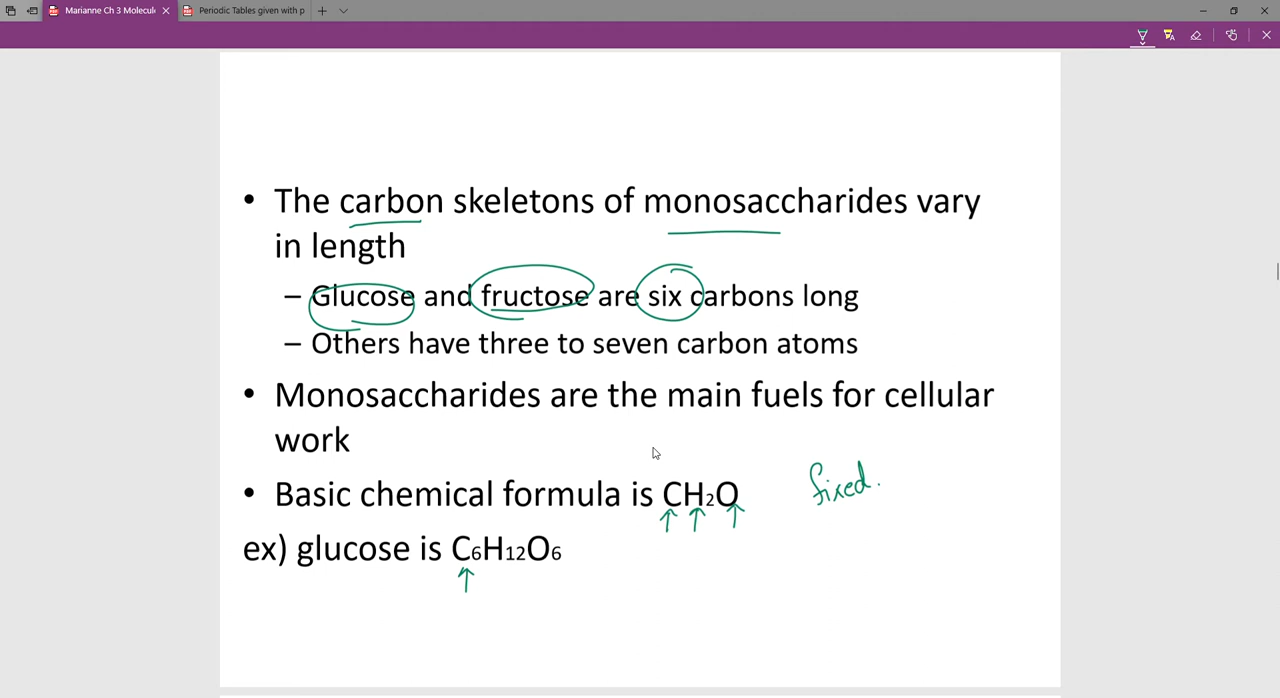 Marianne Ch 3 Molecul
Periodic Tables given with p
• The carbon skeletons of monosaccharides vary
in length
– Glucose and fructose are six carbons long
– Others have three to seven carbon atoms
• Monosaccharides are the main fuels for cellular
work
• Basic chemical formula is CH₂O fixed.
ex) glucose is C₆H₁₂O₆